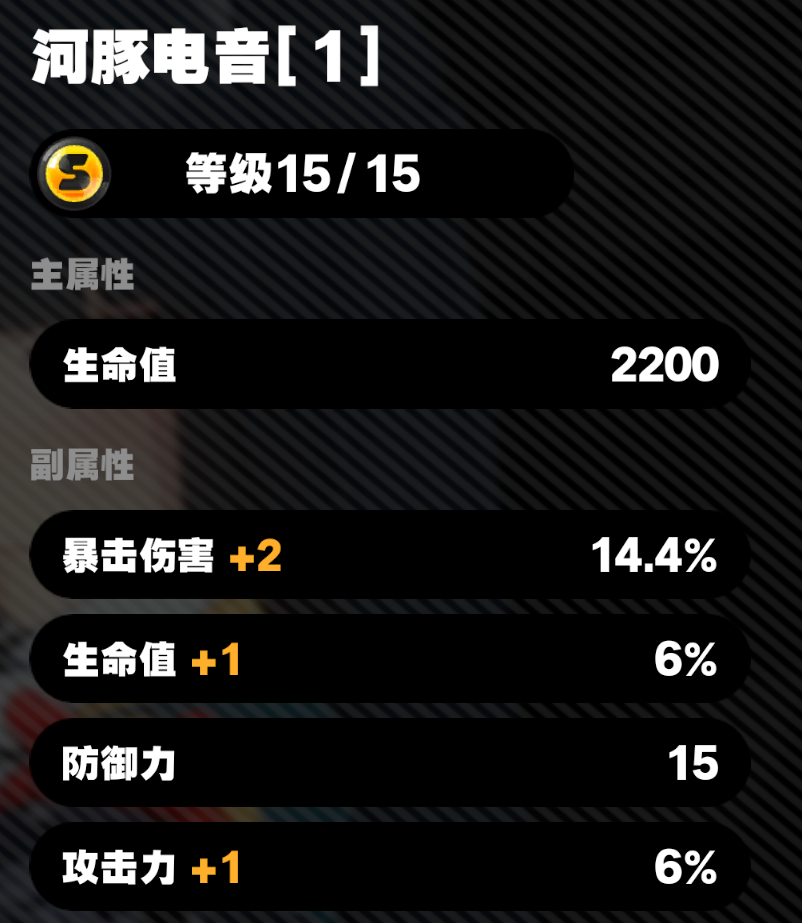 河豚电音[1]
S 等级15/15
主属性
生命值 2200
副属性
暴击伤害 +2 14.4%
生命值 +1 6%
防御力 15
攻击力 +1 6%